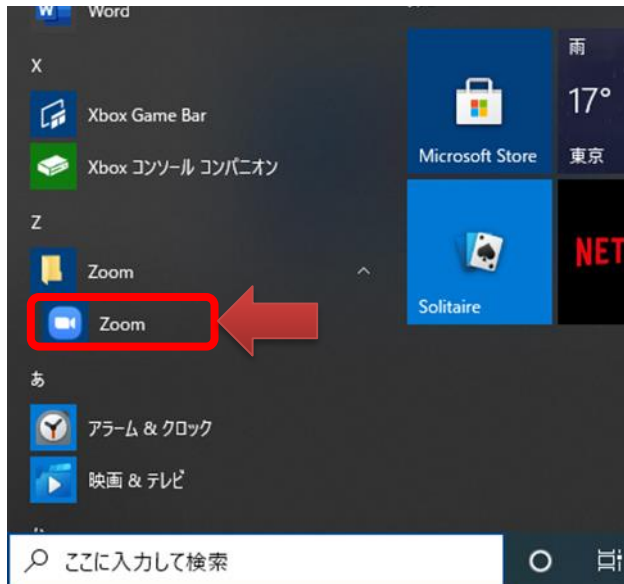 Word
X
Xbox Game Bar
Xbox コンソール コンパニオン
Z
Zoom
Zoom
あ
アラーム & クロック
映画 & テレビ
ここに入力して検索
Microsoft Store
雨
17°
東京
Solitaire
NET